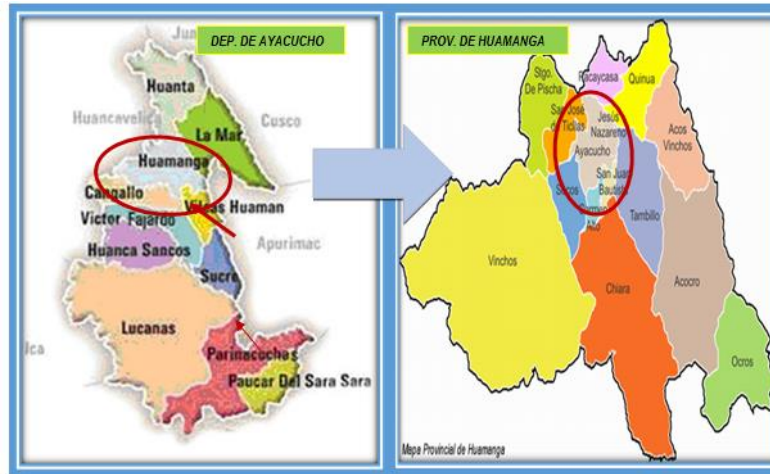 DEP. DE AYACUCHO
Huanta
Huancavelica
La Mar
Cusco
Huamanga
Cangallo
Vilcas Huaman
Victor Fajardo
Huanca Sancos
Apurimac
Sucre
Lucanas
Ica
Parinacochas
Paucar Del Sara Sara
PROV. DE HUAMANGA
Pacaycasa
Quinua
Stgo.
De Pischa
San José
de Ticllas
Jesús
Nazareno
Acos
Vinchos
Ayacucho
San Juan
Bautista
Socos
Alto
Tambillo
Vinchos
Chiara
Acocro
Ocros
Mapa Provincial de Huamanga